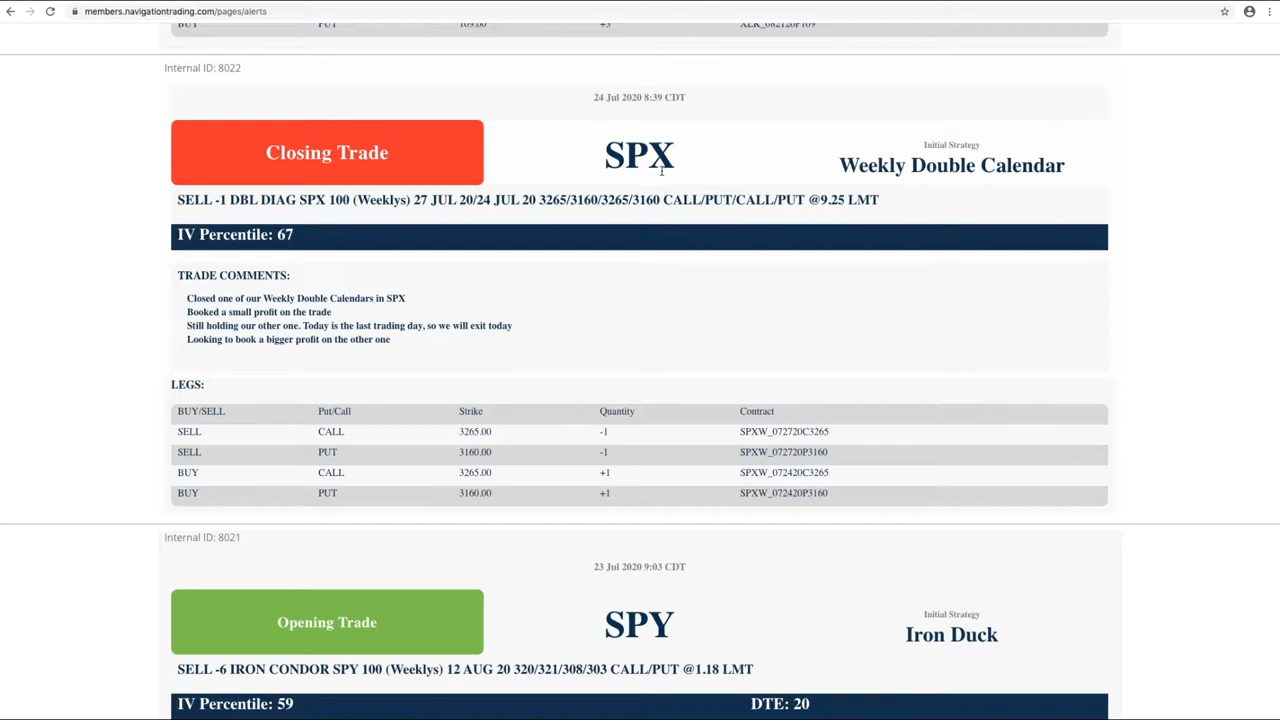 members.navigationtrading.com/pages/alerts
BUY PUT 109.00 +3 XLK_082120P109
Internal ID: 8022
24 Jul 2020 8:39 CDT
Closing Trade
SPX
Initial Strategy
Weekly Double Calendar
SELL -1 DBL DIAG SPX 100 (Weeklys) 27 JUL 20/24 JUL 20 3265/3160/3265/3160 CALL/PUT/CALL/PUT @9.25 LMT
IV Percentile: 67
TRADE COMMENTS:
Closed one of our Weekly Double Calendars in SPX
Booked a small profit on the trade
Still holding our other one. Today is the last trading day, so we will exit today
Looking to book a bigger profit on the other one
LEGS:
BUY/SELL Put/Call Strike Quantity Contract
SELL CALL 3265.00 -1 SPXW_072720C3265
SELL PUT 3160.00 -1 SPXW_072720P3160
BUY CALL 3265.00 +1 SPXW_072420C3265
BUY PUT 3160.00 +1 SPXW_072420P3160
Internal ID: 8021
23 Jul 2020 9:03 CDT
Opening Trade
SPY
Initial Strategy
Iron Duck
SELL -6 IRON CONDOR SPY 100 (Weeklys) 12 AUG 20 320/321/308/303 CALL/PUT @1.18 LMT
IV Percentile: 59 DTE: 20